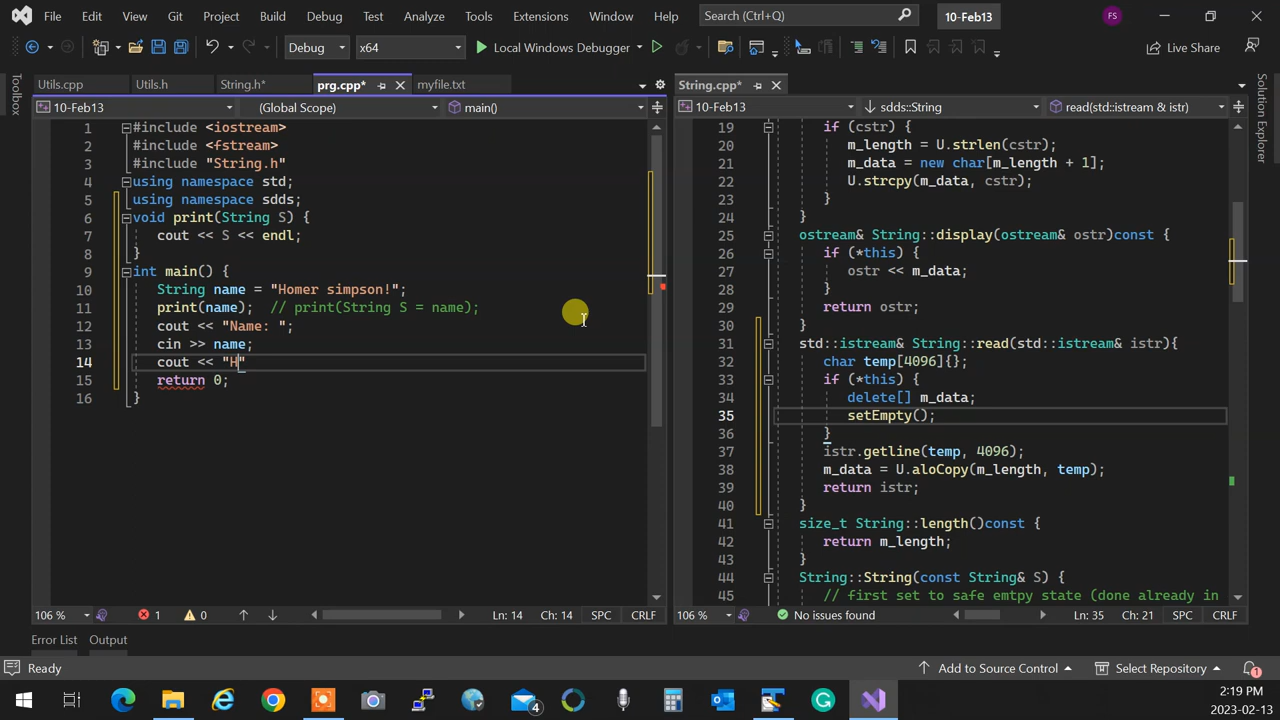 File Edit View Git Project Build Debug Test Analyze Tools Extensions Window Help Search (Ctrl+Q) 10-Feb13 FS
Debug x64 Local Windows Debugger Live Share
Toolbox
Utils.cpp Utils.h String.h* prg.cpp* myfile.txt
10-Feb13 (Global Scope) main()
1 #include <iostream>
2 #include <fstream>
3 #include "String.h"
4 using namespace std;
5 using namespace sdds;
6 void print(String S) {
7 cout << S << endl;
8 }
9 int main() {
10 String name = "Homer simpson!";
11 print(name); // print(String S = name);
12 cout << "Name: ";
13 cin >> name;
14 cout << "H"
15 return 0;
16 }
106 % 1 0 Ln: 14 Ch: 14 SPC CRLF
String.cpp*
10-Feb13 sdds::String read(std::istream & istr)
19 if (cstr) {
20 m_length = U.strlen(cstr);
21 m_data = new char[m_length + 1];
22 U.strcpy(m_data, cstr);
23 }
24 }
25 ostream& String::display(ostream& ostr)const {
26 if (*this) {
27 ostr << m_data;
28 }
29 return ostr;
30 }
31 std::istream& String::read(std::istream& istr){
32 char temp[4096]{};
33 if (*this) {
34 delete[] m_data;
35 setEmpty();
36 }
37 istr.getline(temp, 4096);
38 m_data = U.aloCopy(m_length, temp);
39 return istr;
40 }
41 size_t String::length()const {
42 return m_length;
43 }
44 String::String(const String& S) {
45 // first set to safe emtpy state (done already in
106 % No issues found Ln: 35 Ch: 21 SPC CRLF
Solution Explorer
Error List Output
Ready Add to Source Control Select Repository 1
4
2:19 PM
2023-02-13